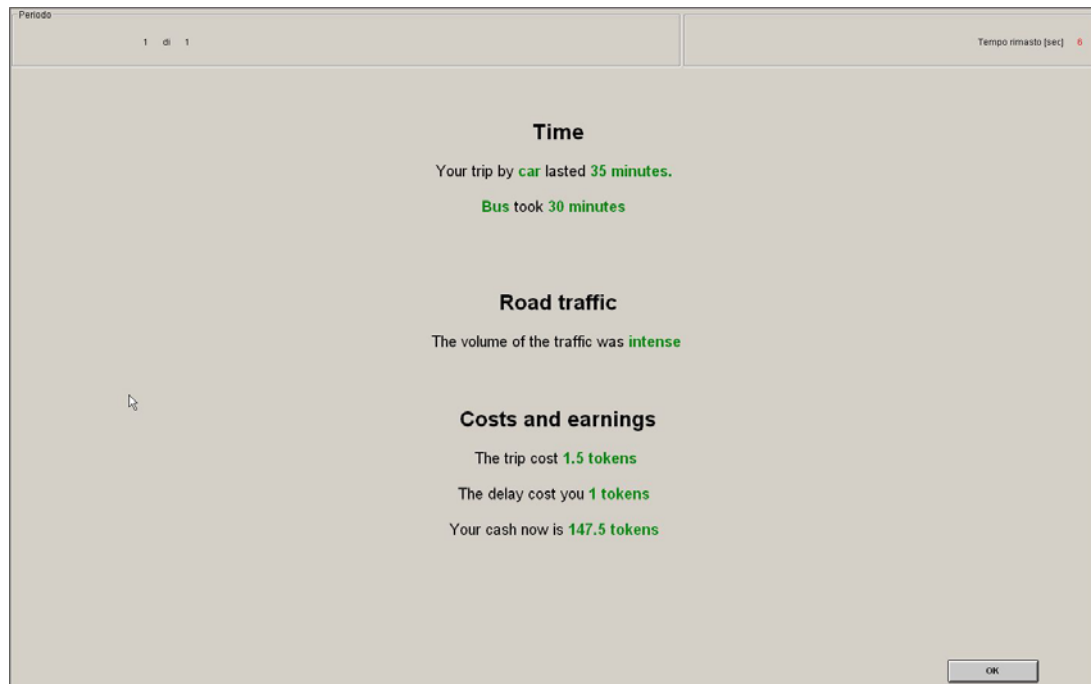 Periodo
1 di 1
Tempo rimasto [sec] 6
Time
Your trip by car lasted 35 minutes.
Bus took 30 minutes
Road traffic
The volume of the traffic was intense
Costs and earnings
The trip cost 1.5 tokens
The delay cost you 1 tokens
Your cash now is 147.5 tokens
OK